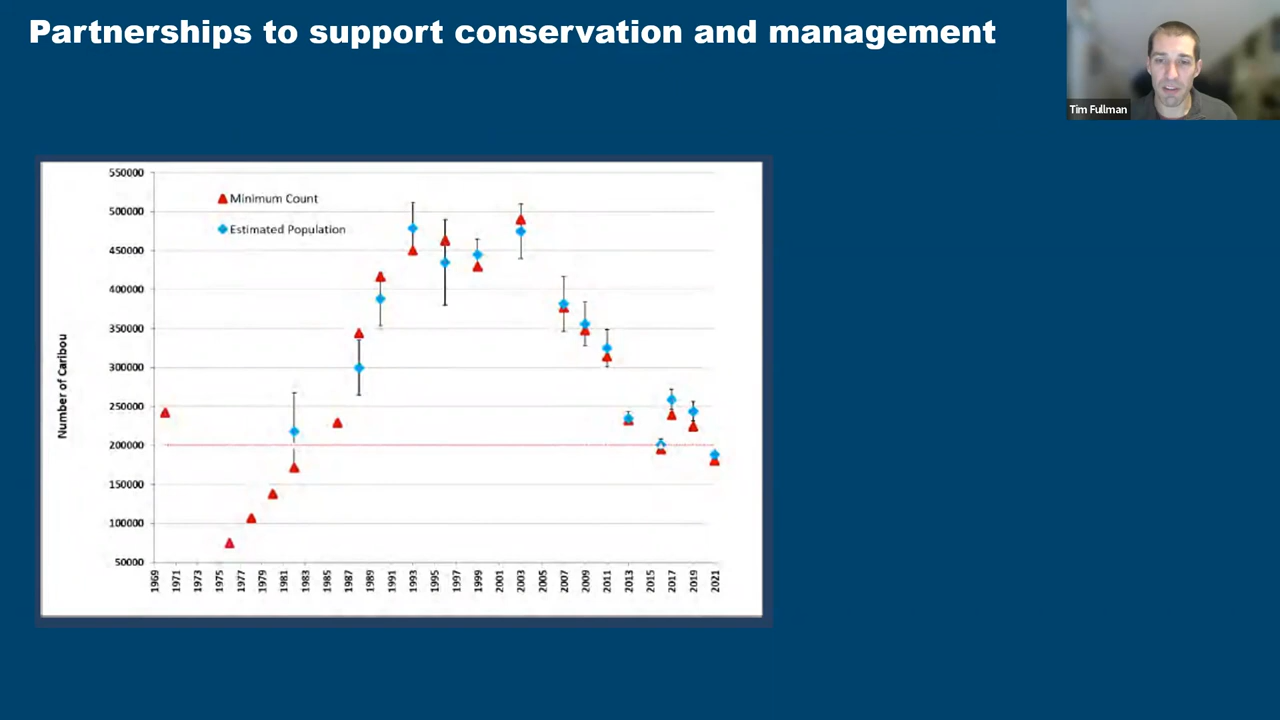 Partnerships to support conservation and management
Tim Fullman
550000
Minimum Count
500000
Estimated Population
450000
400000
350000
300000
250000
200000
150000
100000
50000
Number of Caribou
1969 1971 1973 1975 1977 1979 1981 1983 1985 1987 1989 1991 1993 1995 1997 1999 2001 2003 2005 2007 2009 2011 2013 2015 2017 2019 2021